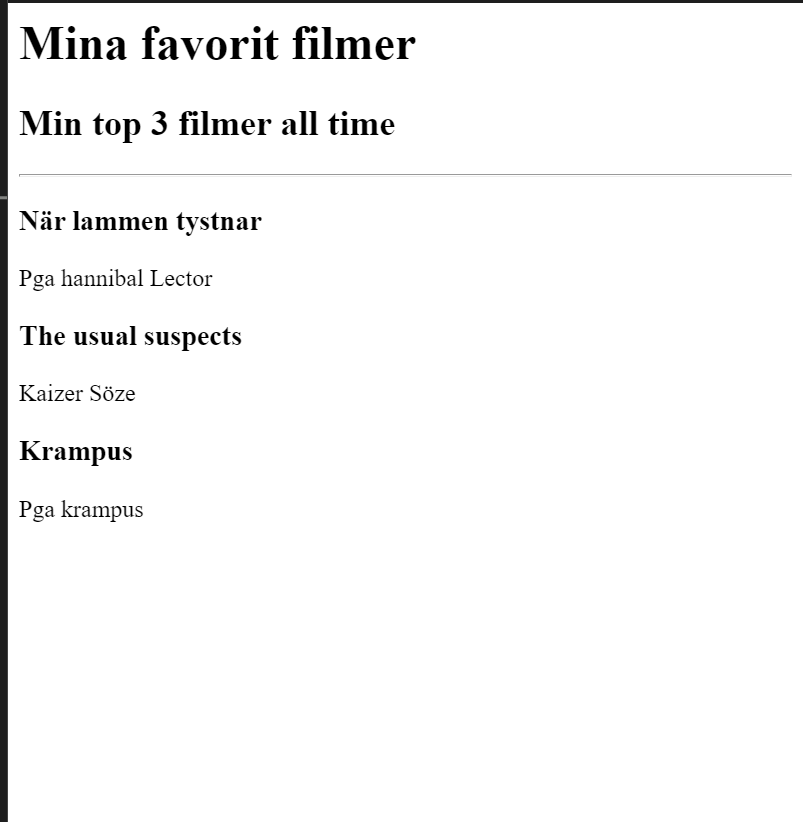 Mina favorit filmer
Min top 3 filmer all time
När lammen tystnar
Pga hannibal Lector
The usual suspects
Kaizer Söze
Krampus
Pga krampus